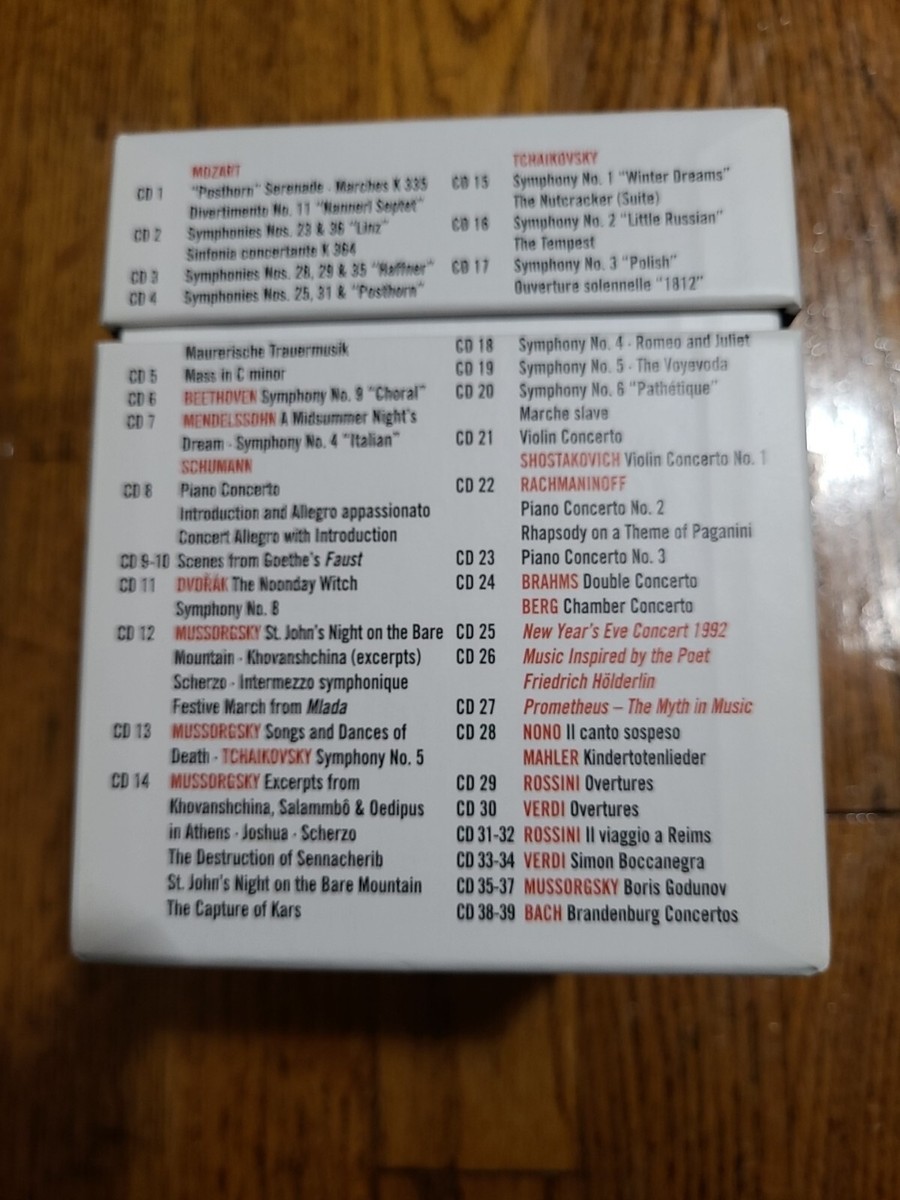 MOZART
CD 1 "Posthorn" Serenade · Marches K 335
Divertimento No. 11 "Nannerl Septet"
CD 2 Symphonies Nos. 23 & 36 "Linz"
Sinfonia concertante K 364
CD 3 Symphonies Nos. 28, 29 & 35 "Haffner"
CD 4 Symphonies Nos. 25, 31 & "Posthorn"
Maurerische Trauermusik
CD 5 Mass in C minor
CD 6 BEETHOVEN Symphony No. 9 "Choral"
CD 7 MENDELSSOHN A Midsummer Night's
Dream · Symphony No. 4 "Italian"
SCHUMANN
CD 8 Piano Concerto
Introduction and Allegro appassionato
Concert Allegro with Introduction
CD 9-10 Scenes from Goethe's Faust
CD 11 DVOŘÁK The Noonday Witch
Symphony No. 8
CD 12 MUSSORGSKY St. John's Night on the Bare
Mountain · Khovanshchina (excerpts)
Scherzo · Intermezzo symphonique
Festive March from Mlada
CD 13 MUSSORGSKY Songs and Dances of
Death · TCHAIKOVSKY Symphony No. 5
CD 14 MUSSORGSKY Excerpts from
Khovanshchina, Salammbô & Oedipus
in Athens · Joshua · Scherzo
The Destruction of Sennacherib
St. John's Night on the Bare Mountain
The Capture of Kars
TCHAIKOVSKY
CD 15 Symphony No. 1 "Winter Dreams"
The Nutcracker (Suite)
CD 16 Symphony No. 2 "Little Russian"
The Tempest
CD 17 Symphony No. 3 "Polish"
Ouverture solennelle "1812"
CD 18 Symphony No. 4 · Romeo and Juliet
CD 19 Symphony No. 5 · The Voyevoda
CD 20 Symphony No. 6 "Pathétique"
Marche slave
CD 21 Violin Concerto
SHOSTAKOVICH Violin Concerto No. 1
CD 22 RACHMANINOFF
Piano Concerto No. 2
Rhapsody on a Theme of Paganini
CD 23 Piano Concerto No. 3
CD 24 BRAHMS Double Concerto
BERG Chamber Concerto
CD 25 New Year's Eve Concert 1992
CD 26 Music Inspired by the Poet
Friedrich Hölderlin
CD 27 Prometheus – The Myth in Music
CD 28 NONO Il canto sospeso
MAHLER Kindertotenlieder
CD 29 ROSSINI Overtures
CD 30 VERDI Overtures
CD 31-32 ROSSINI Il viaggio a Reims
CD 33-34 VERDI Simon Boccanegra
CD 35-37 MUSSORGSKY Boris Godunov
CD 38-39 BACH Brandenburg Concertos